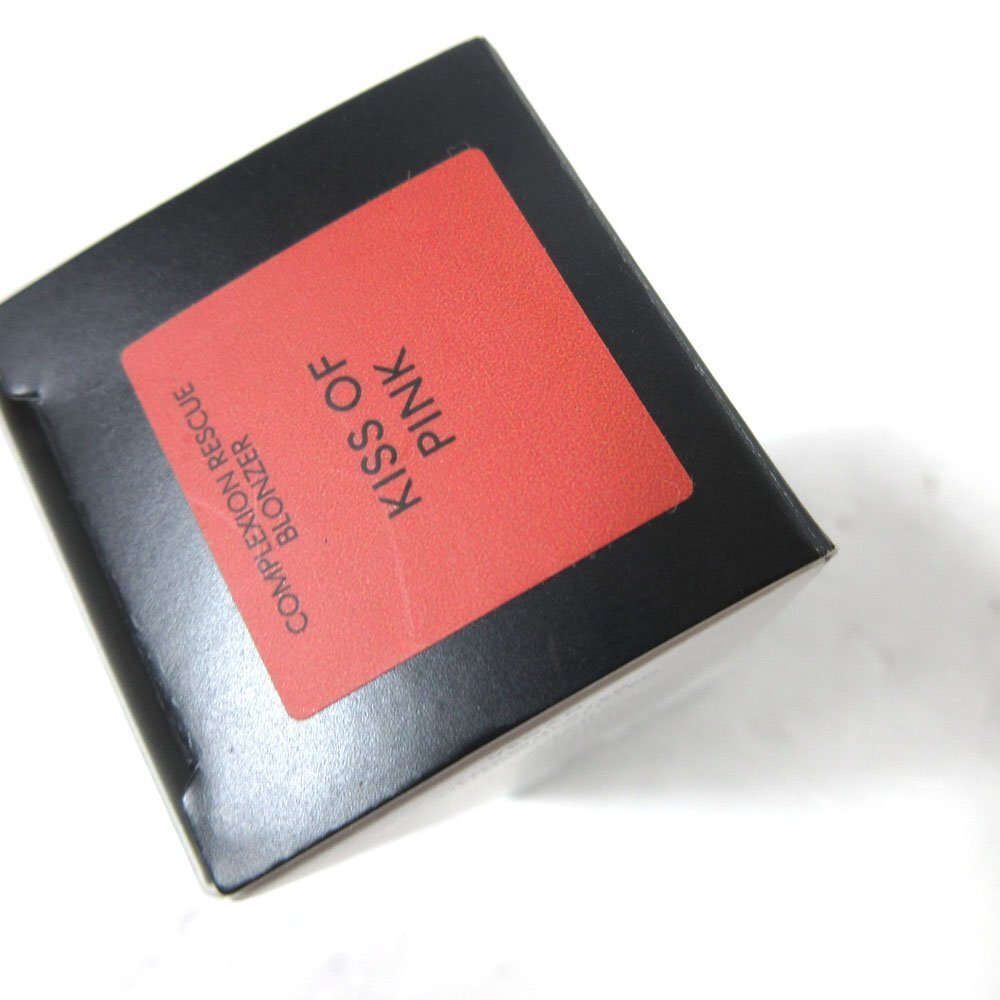 COMPLEXION RESCUE
BLONZER
KISS OF
PINK